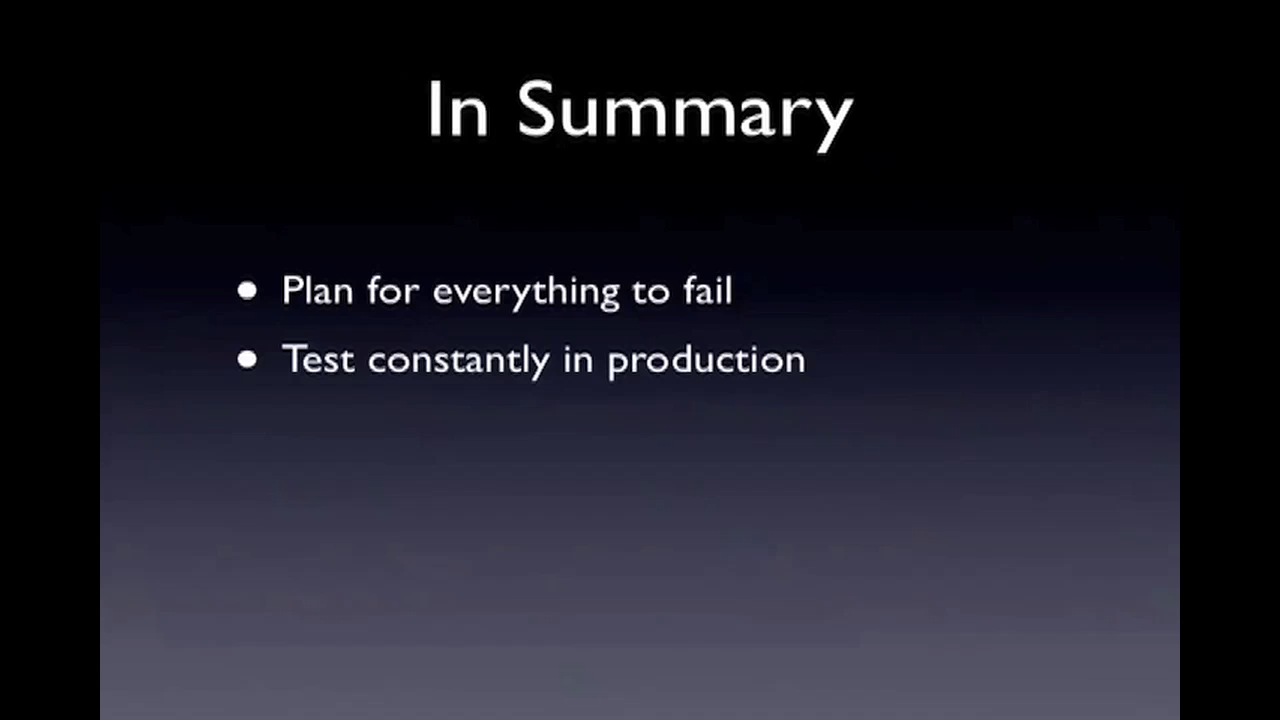 In Summary
• Plan for everything to fail
• Test constantly in production